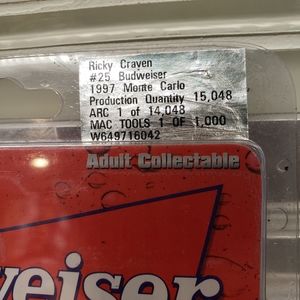 Ricky Craven
#25 Budweiser
1997 Monte Carlo
Production Quantity 15,048
ARC 1 of 14,048
MAC TOOLS 1 OF 1,000
W649716042
Adult Collectable
weiser